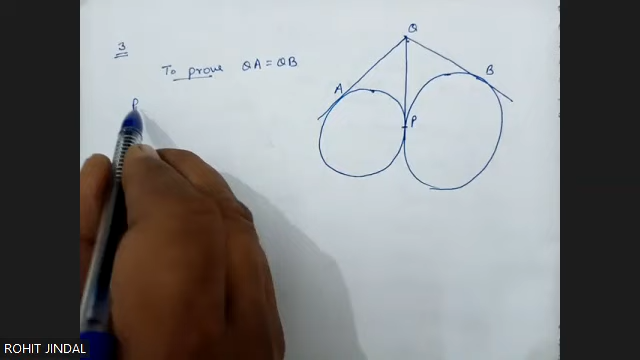 3
To prove QA = QB
P
Q
A
B
P
ROHIT JINDAL